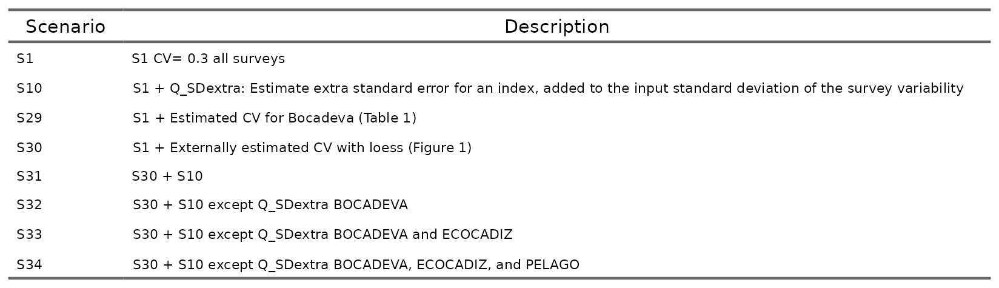 Scenario Description
S1 S1 CV= 0.3 all surveys
S10 S1 + Q_SDextra: Estimate extra standard error for an index, added to the input standard deviation of the survey variability
S29 S1 + Estimated CV for Bocadeva (Table 1)
S30 S1 + Externally estimated CV with loess (Figure 1)
S31 S30 + S10
S32 S30 + S10 except Q_SDextra BOCADEVA
S33 S30 + S10 except Q_SDextra BOCADEVA and ECOCADIZ
S34 S30 + S10 except Q_SDextra BOCADEVA, ECOCADIZ, and PELAGO